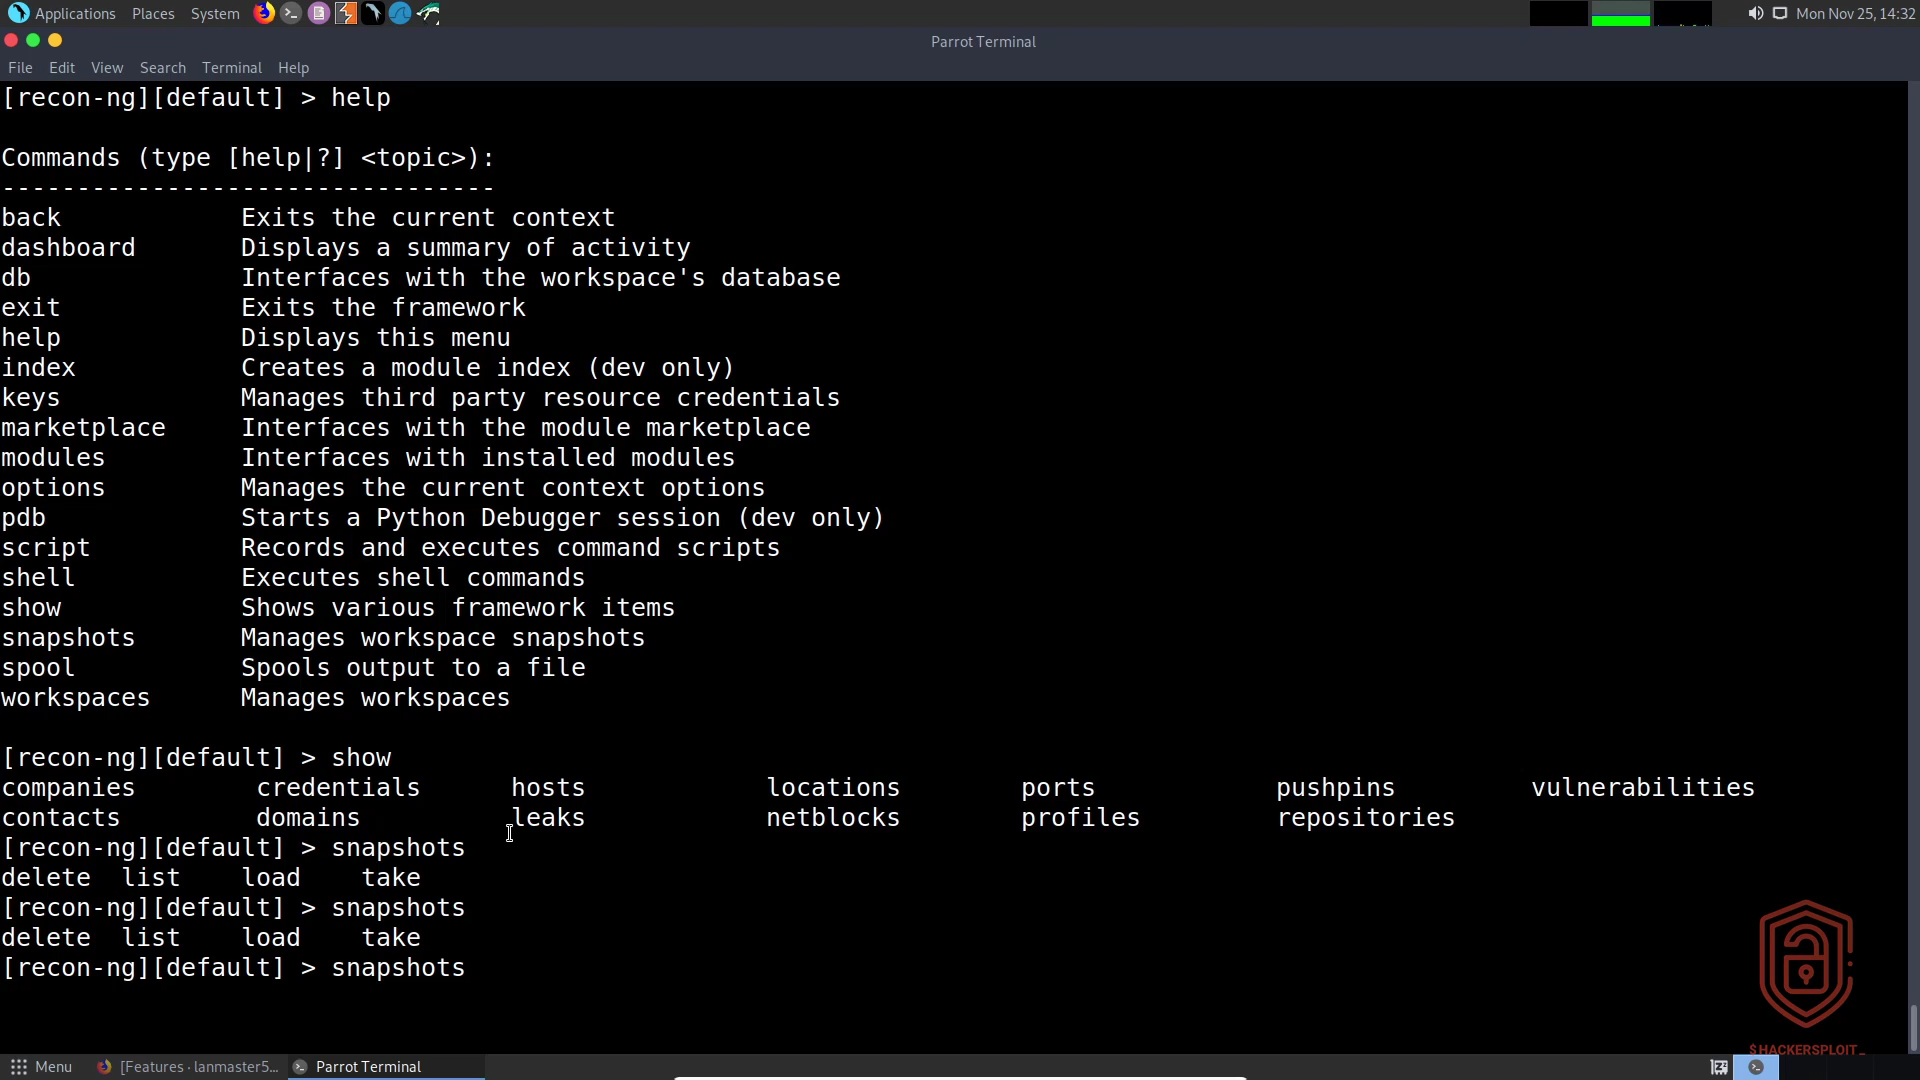 Applications Places System Mon Nov 25, 14:32
Parrot Terminal
File Edit View Search Terminal Help
[recon-ng][default] > help
Commands (type [help|?] <topic>):
---------------------------------
back Exits the current context
dashboard Displays a summary of activity
db Interfaces with the workspace's database
exit Exits the framework
help Displays this menu
index Creates a module index (dev only)
keys Manages third party resource credentials
marketplace Interfaces with the module marketplace
modules Interfaces with installed modules
options Manages the current context options
pdb Starts a Python Debugger session (dev only)
script Records and executes command scripts
shell Executes shell commands
show Shows various framework items
snapshots Manages workspace snapshots
spool Spools output to a file
workspaces Manages workspaces
[recon-ng][default] > show
companies credentials hosts locations ports pushpins vulnerabilities
contacts domains leaks netblocks profiles repositories
[recon-ng][default] > snapshots
delete list load take
[recon-ng][default] > snapshots
delete list load take
[recon-ng][default] > snapshots
$HACKERSPLOIT_
Menu [Features · lanmaster5... Parrot Terminal